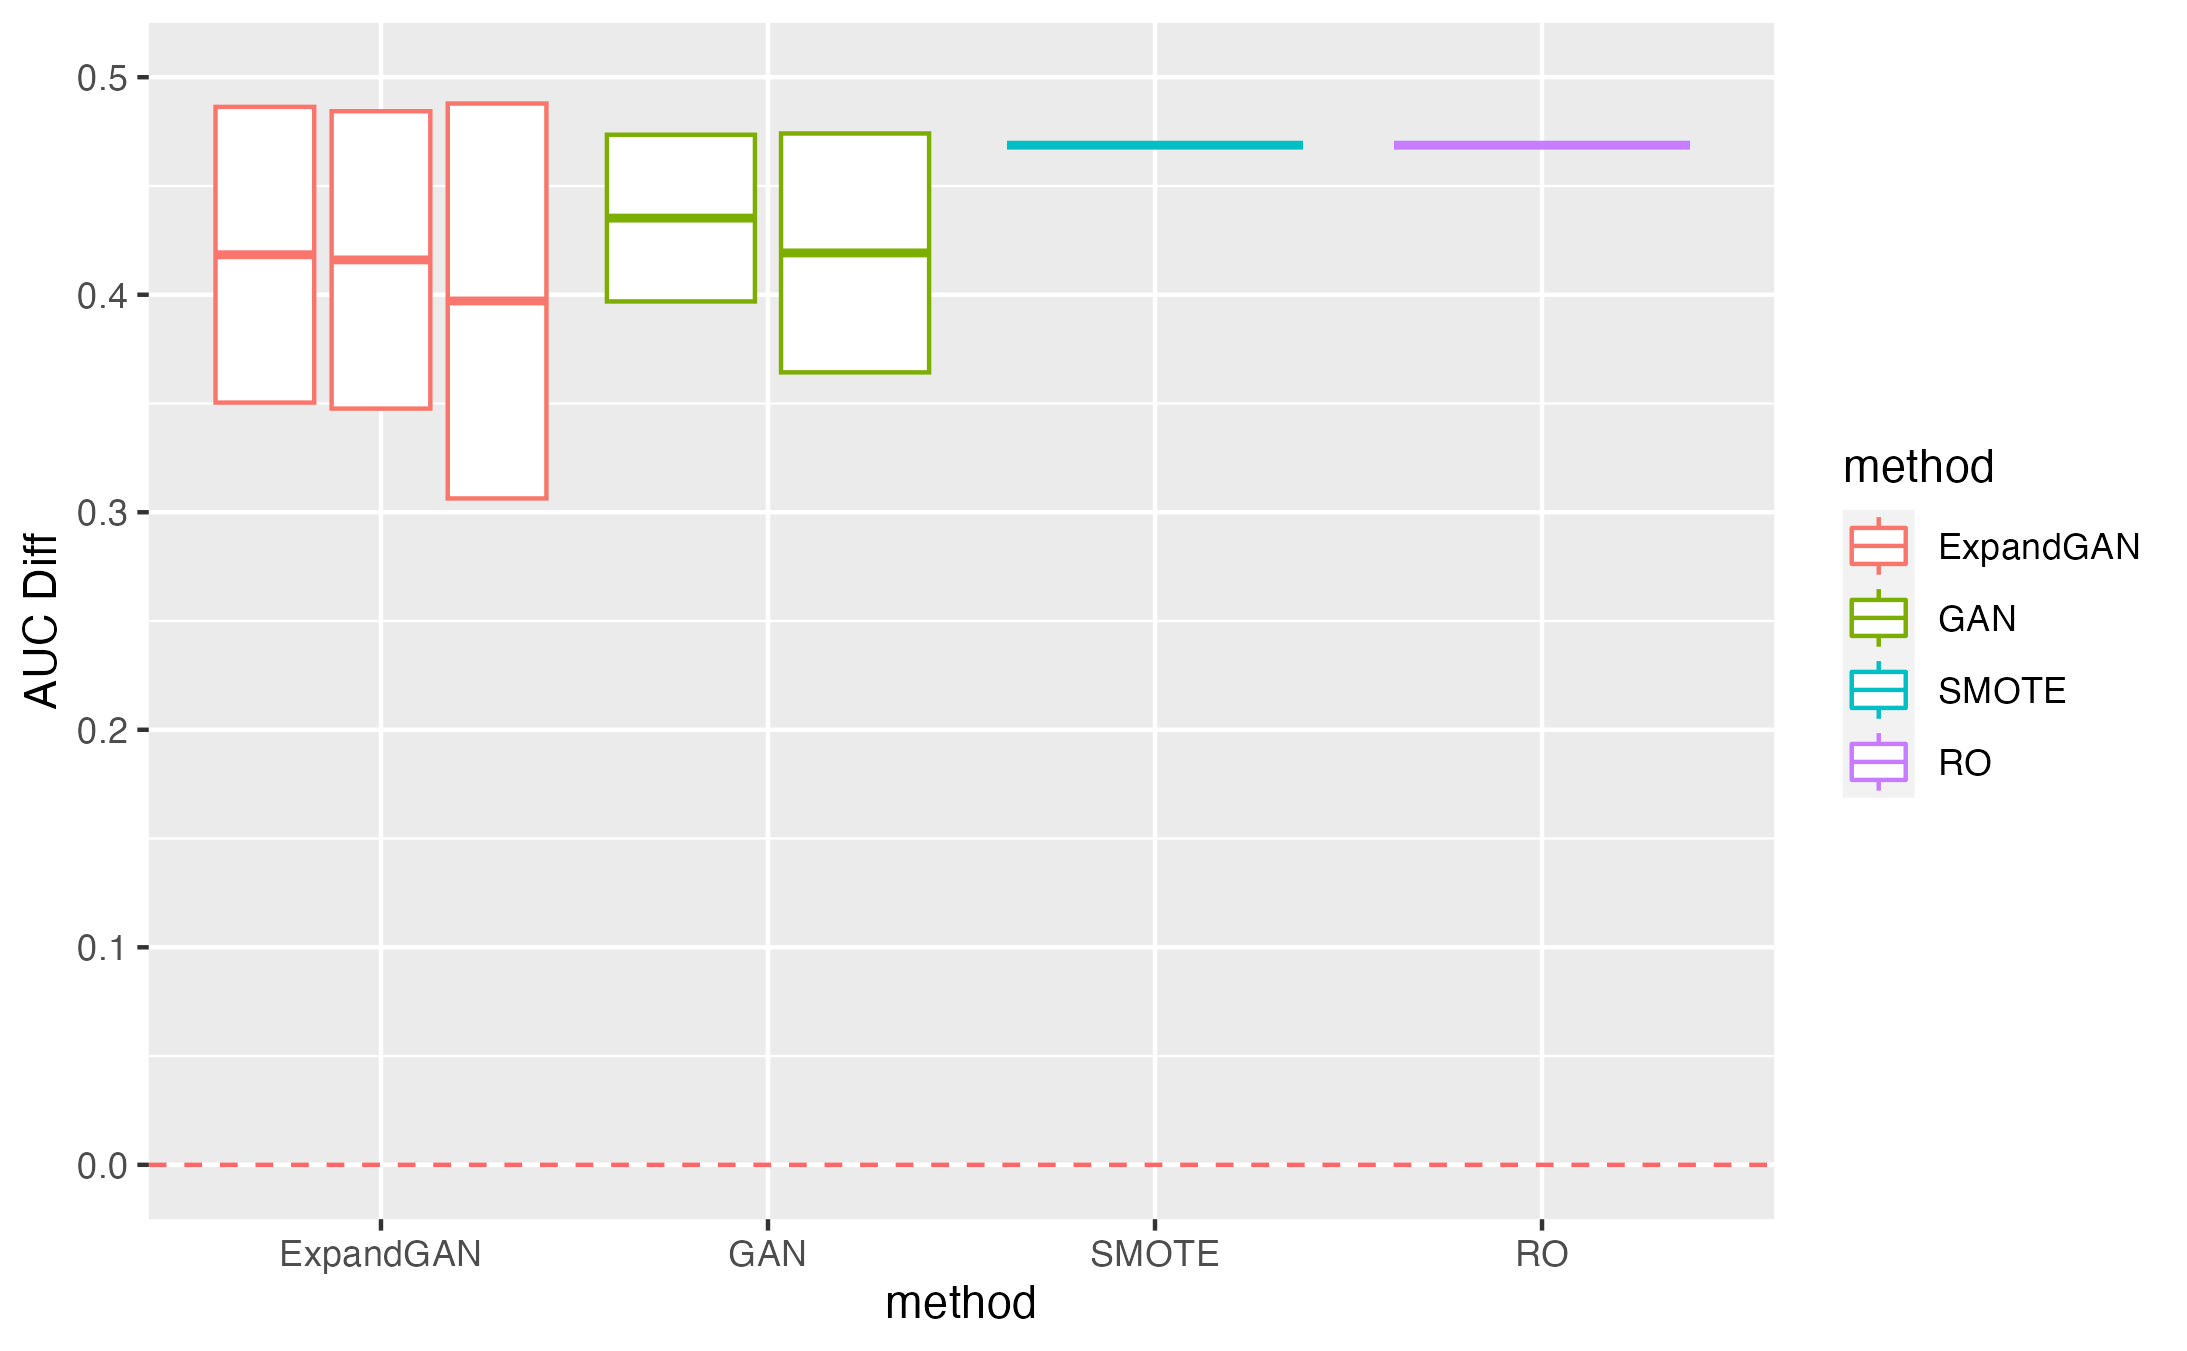 AUC Diff
0.5
0.4
0.3
0.2
0.1
0.0
ExpandGAN
GAN
SMOTE
RO
method
method
ExpandGAN
GAN
SMOTE
RO